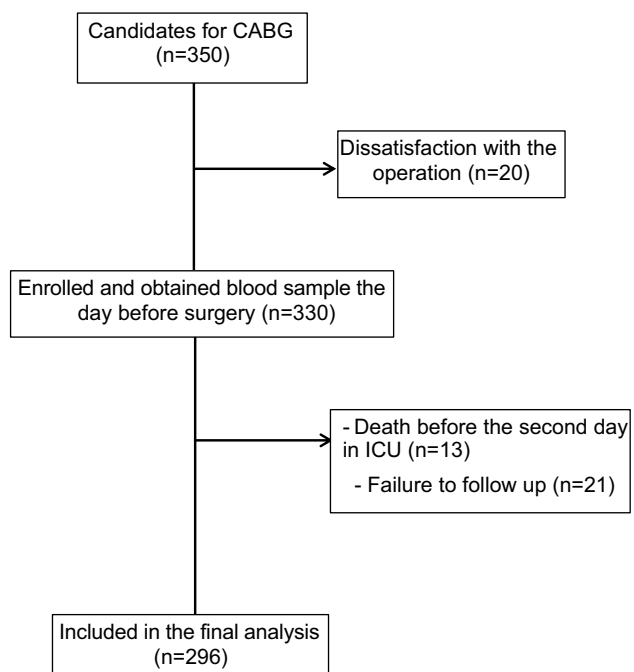 Candidates for CABG
(n=350)
Dissatisfaction with the
operation (n=20)
Enrolled and obtained blood sample the
day before surgery (n=330)
- Death before the second day
in ICU (n=13)
- Failure to follow up (n=21)
Included in the final analysis
(n=296)